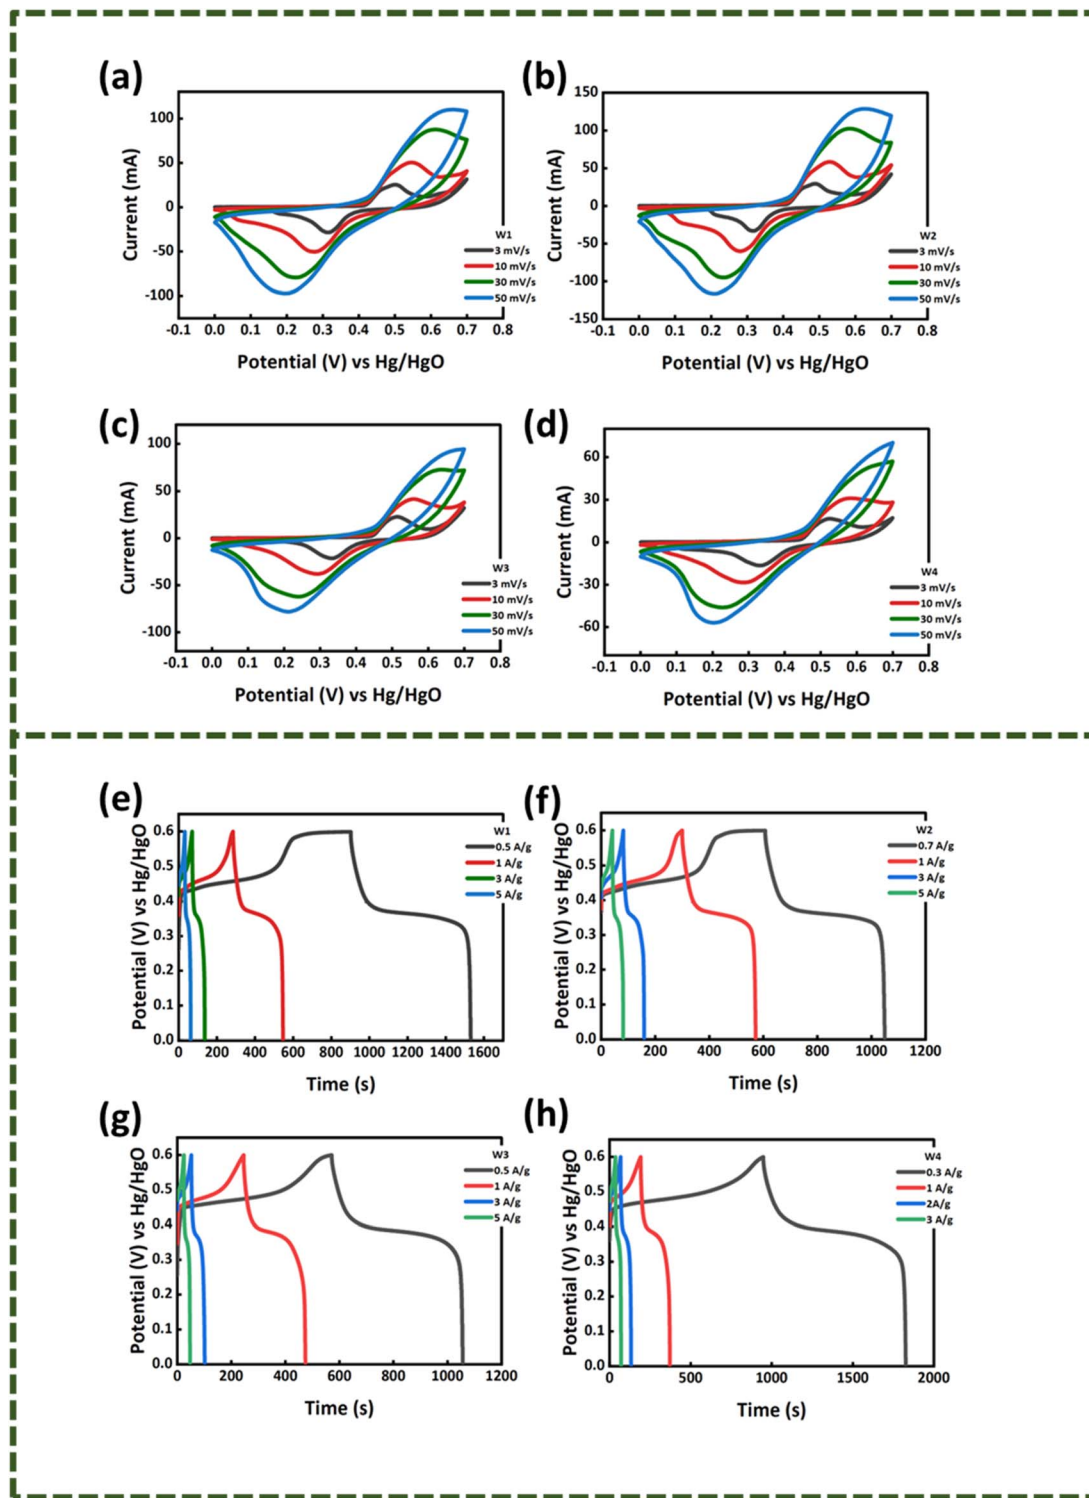 (a)
Current (mA)
100
50
0
-50
-100
W1
3 mV/s
10 mV/s
30 mV/s
50 mV/s
-0.1 0.0 0.1 0.2 0.3 0.4 0.5 0.6 0.7 0.8
Potential (V) vs Hg/HgO
(b)
Current (mA)
150
100
50
0
-50
-100
-150
W2
3 mV/s
10 mV/s
30 mV/s
50 mV/s
-0.1 0.0 0.1 0.2 0.3 0.4 0.5 0.6 0.7 0.8
Potential (V) vs Hg/HgO
(c)
Current (mA)
100
50
0
-50
-100
W3
3 mV/s
10 mV/s
30 mV/s
50 mV/s
-0.1 0.0 0.1 0.2 0.3 0.4 0.5 0.6 0.7 0.8
Potential (V) vs Hg/HgO
(d)
Current (mA)
60
30
0
-30
-60
W4
3 mV/s
10 mV/s
30 mV/s
50 mV/s
-0.1 0.0 0.1 0.2 0.3 0.4 0.5 0.6 0.7 0.8
Potential (V) vs Hg/HgO
(e)
Potential (V) vs Hg/HgO
0.6
0.5
0.4
0.3
0.2
0.1
0.0
W1
0.5 A/g
1 A/g
3 A/g
5 A/g
0 200 400 600 800 1000 1200 1400 1600
Time (s)
(f)
Potential (V) vs Hg/HgO
0.6
0.5
0.4
0.3
0.2
0.1
0.0
W2
0.7 A/g
1 A/g
3 A/g
5 A/g
0 200 400 600 800 1000 1200
Time (s)
(g)
Potential (V) vs Hg/HgO
0.6
0.5
0.4
0.3
0.2
0.1
0.0
W3
0.5 A/g
1 A/g
3 A/g
5 A/g
0 200 400 600 800 1000 1200
Time (s)
(h)
Potential (V) vs Hg/HgO
0.6
0.5
0.4
0.3
0.2
0.1
0.0
W4
0.3 A/g
1 A/g
2A/g
3 A/g
0 500 1000 1500 2000
Time (s)